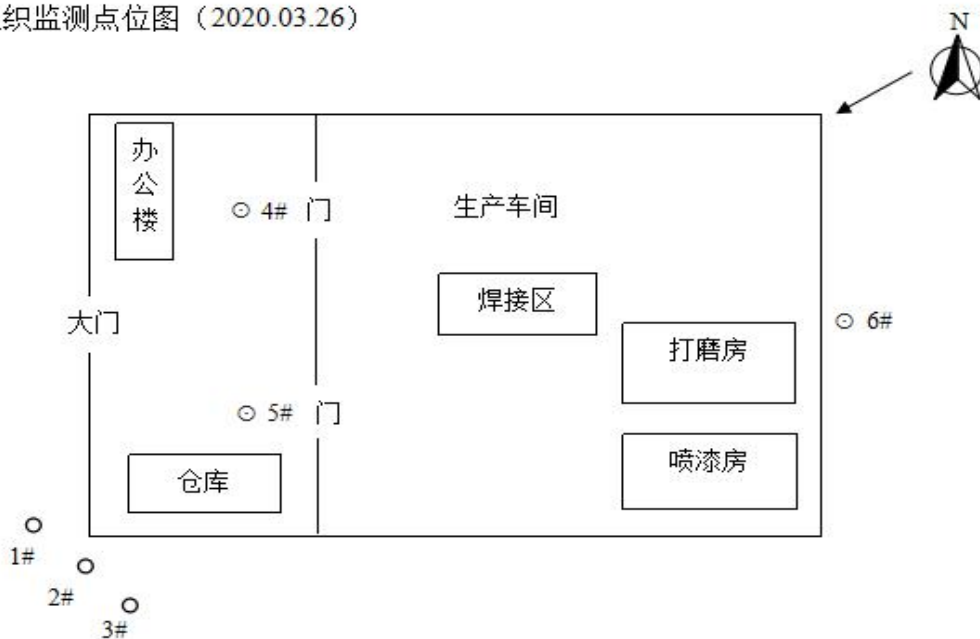 织监测点位图（2020.03.26）
N
办公楼
4#
门
生产车间
焊接区
大门
打磨房
6#
5#
门
喷漆房
仓库
1#
2#
3#